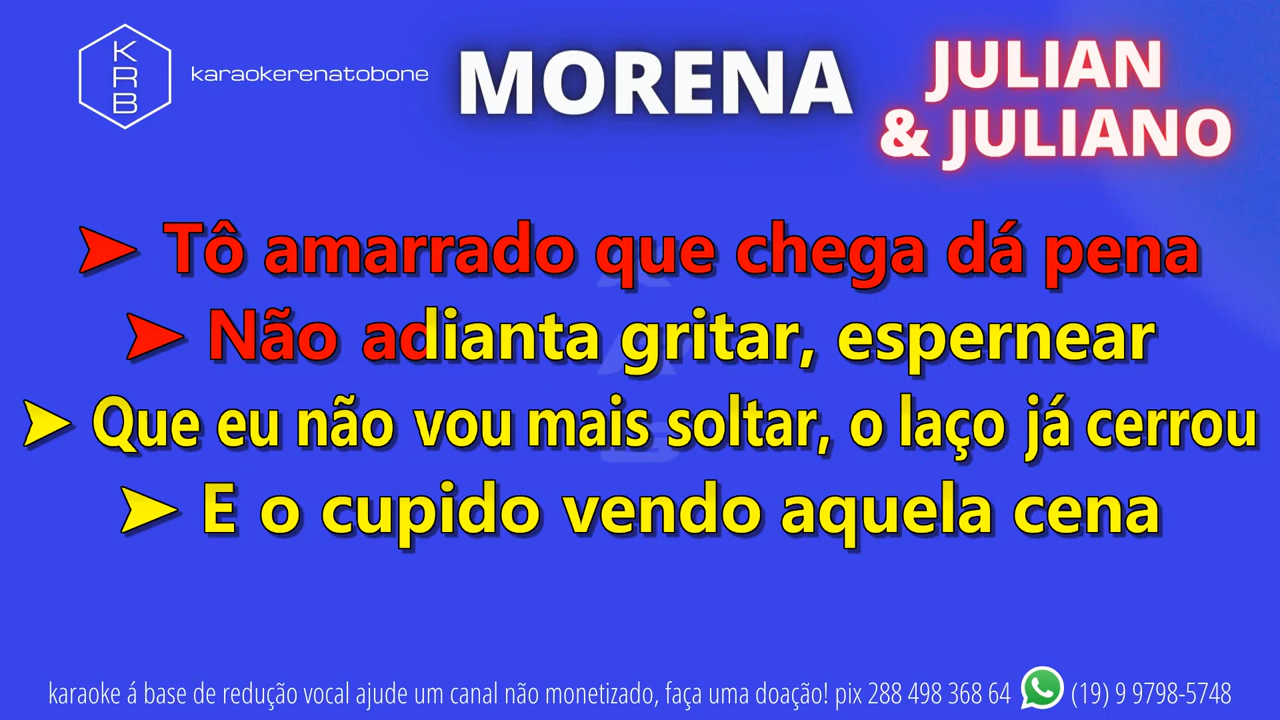 KRB
karaokerenatobone
MORENA
JULIAN
& JULIANO
➤ Tô amarrado que chega dá pena
➤ Não adianta gritar, espernear
➤ Que eu não vou mais soltar, o laço já cerrou
➤ E o cupido vendo aquela cena
karaoke á base de redução vocal ajude um canal não monetizado, faça uma doação! pix 288 498 368 64 (19) 9 9798-5748